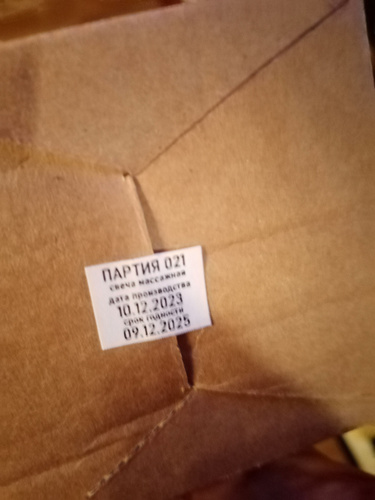 ПАРТИЯ 021
свеча массажная
дата производства
10.12.2023
срок годности
09.12.2025